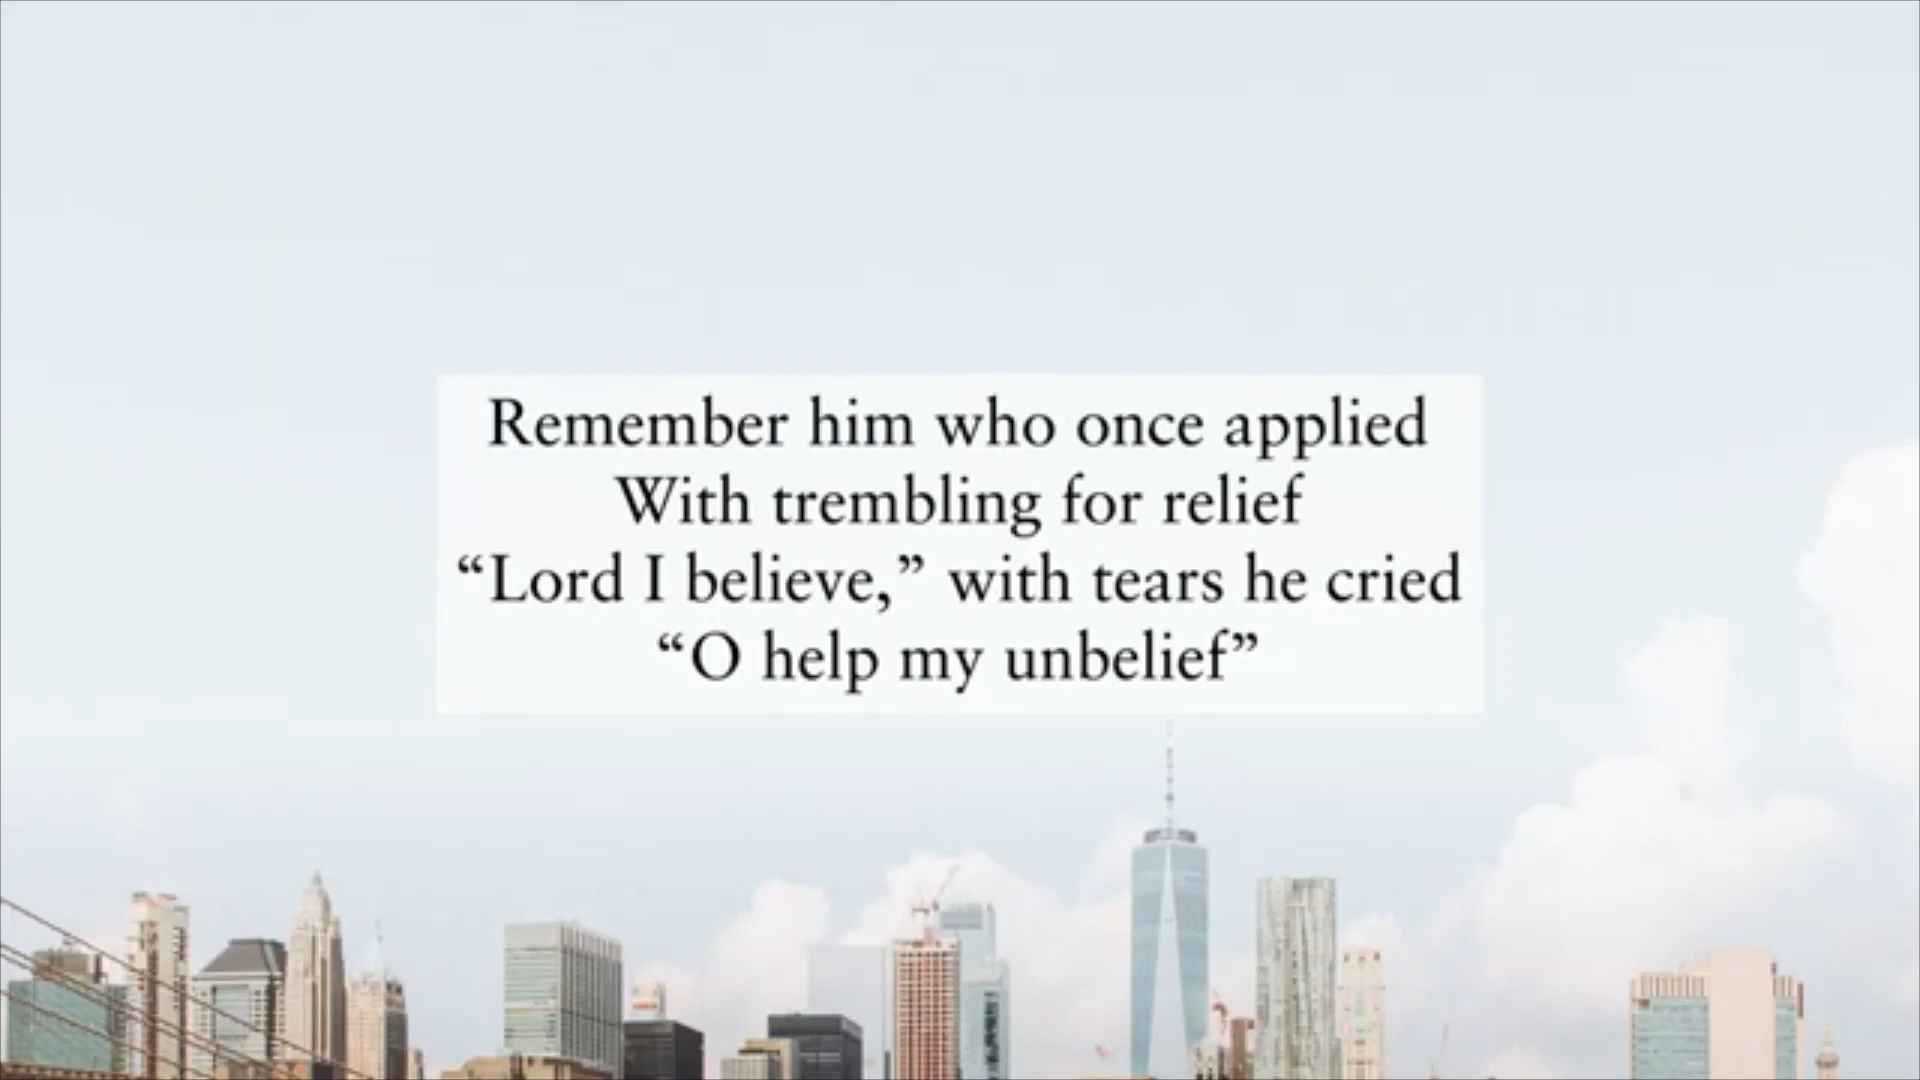 Remember him who once applied
With trembling for relief
“Lord I believe,” with tears he cried
“O help my unbelief”